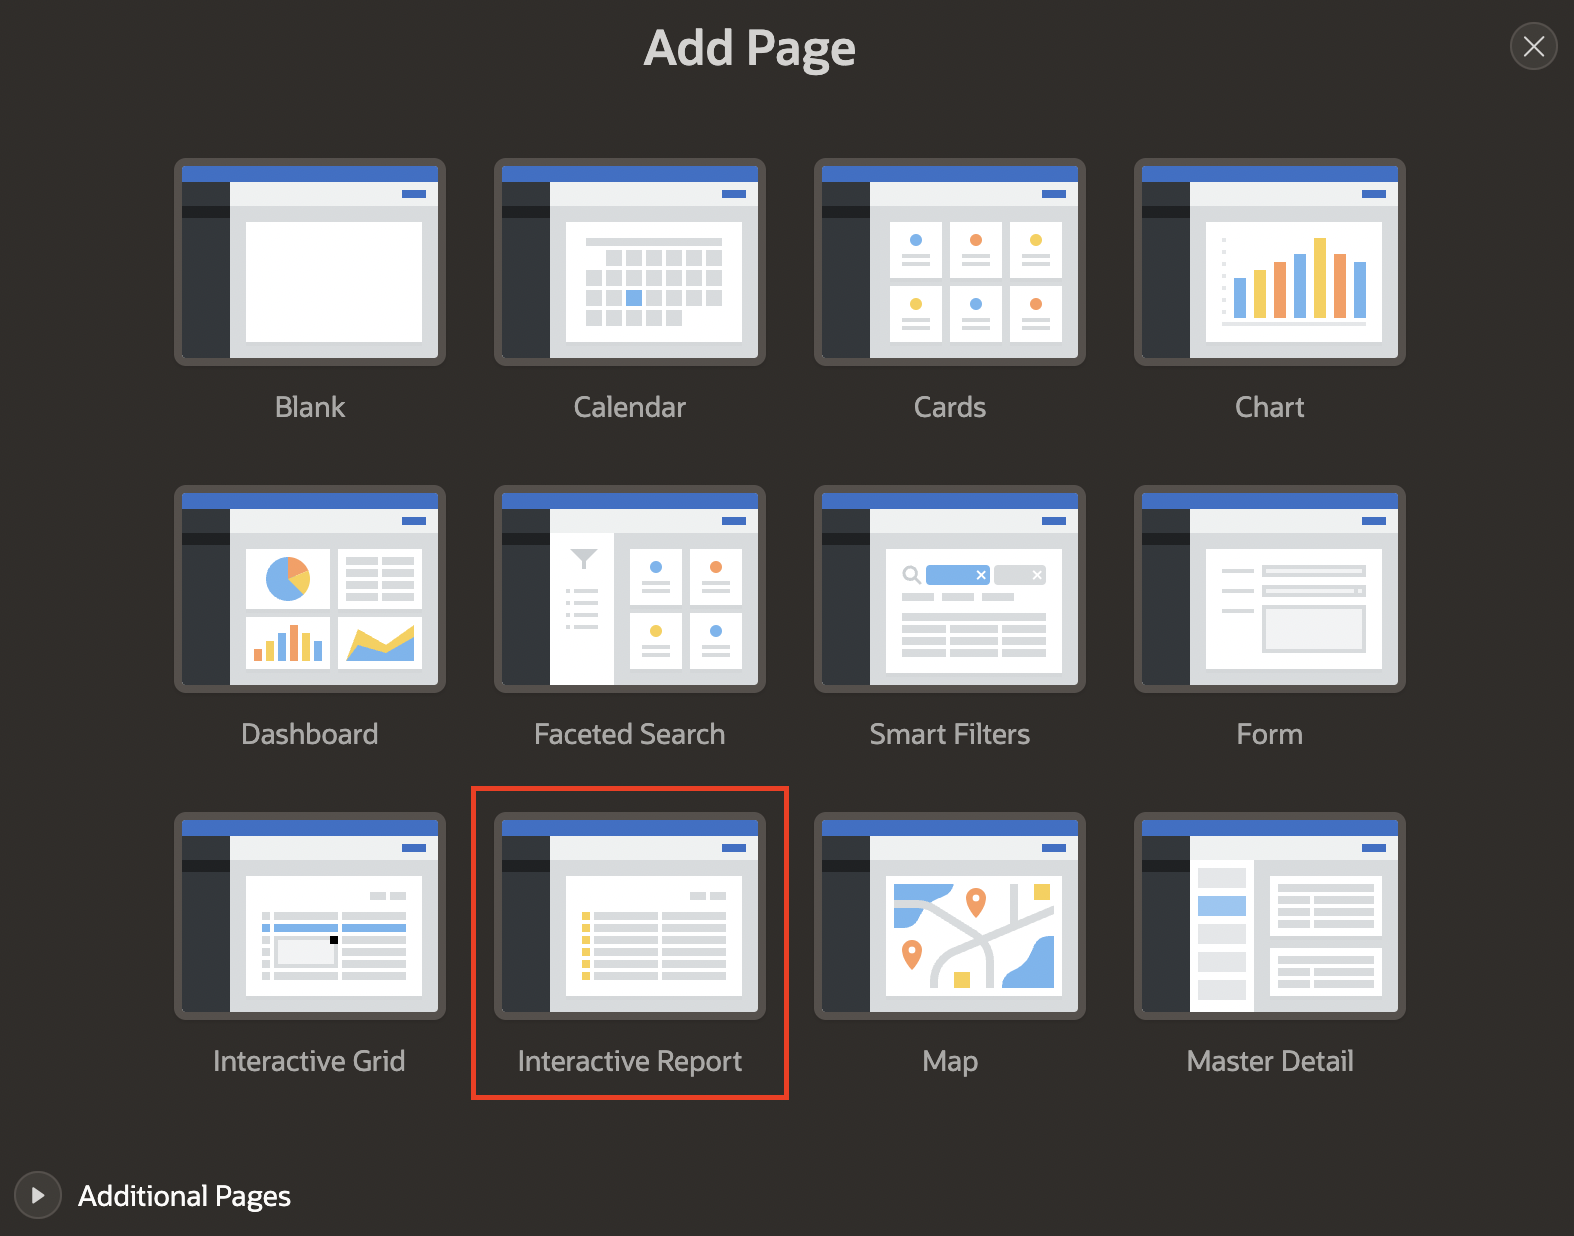 Add Page
Blank
Calendar
Cards
Chart
Dashboard
Faceted Search
Smart Filters
Form
Interactive Grid
Interactive Report
Map
Master Detail
Additional Pages